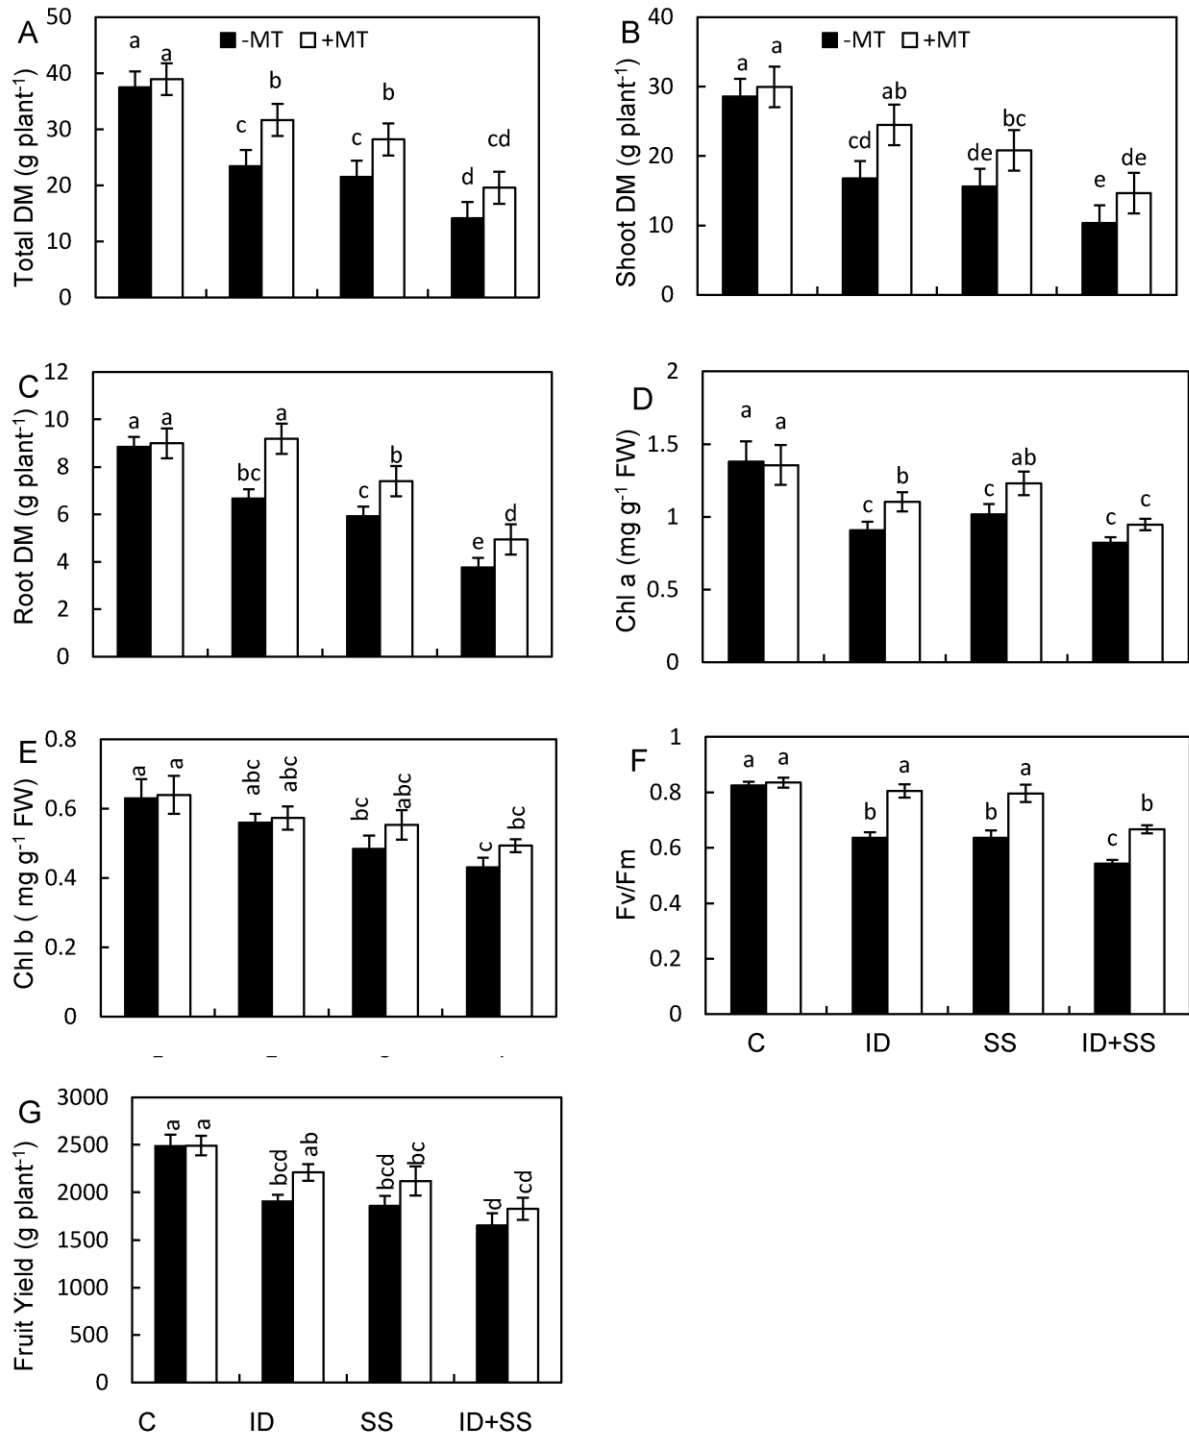 A
Total DM (g plant⁻¹)
50
40
30
20
10
0
-MT +MT
a a
c b
c b
d cd
B
Shoot DM (g plant⁻¹)
40
30
20
10
0
-MT +MT
a a
cd ab
de bc
e de
C
Root DM (g plant⁻¹)
12
10
8
6
4
2
0
a a
bc a
c b
e d
D
Chl a (mg g⁻¹ FW)
2
1.5
1
0.5
0
a a
c b
c ab
c c
E
Chl b ( mg g⁻¹ FW)
0.8
0.6
0.4
0.2
0
a a
abc abc
bc abc
c bc
F
Fv/Fm
1
0.8
0.6
0.4
0.2
0
a a
b a
b a
c b
C ID SS ID+SS
G
Fruit Yield (g plant⁻¹)
3000
2500
2000
1500
1000
500
0
a a
bcd ab
bcd bc
d cd
C ID SS ID+SS